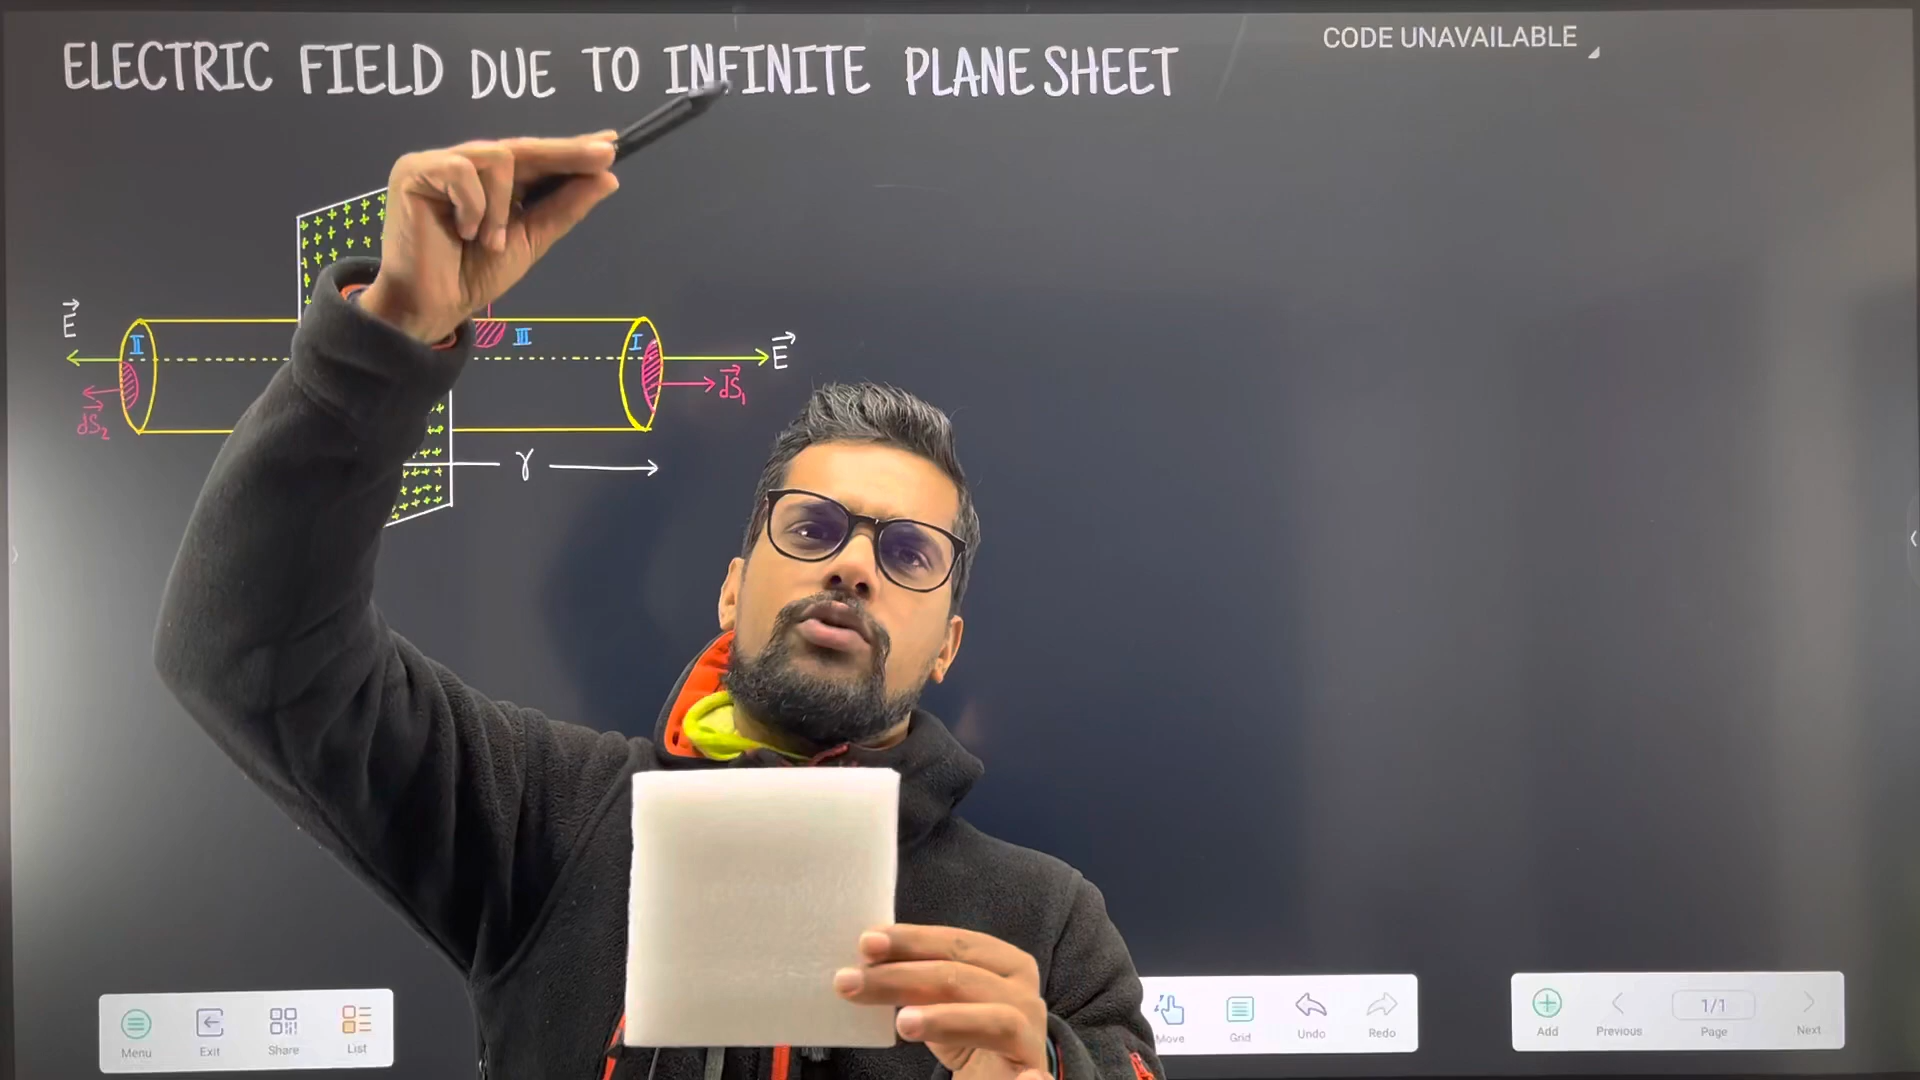 ELECTRIC FIELD DUE TO INFINITE PLANE SHEET
CODE UNAVAILABLE
E
II
III
I
E
dS₂
dS₁
r
Menu
Exit
Share
List
Move
Grid
Undo
Redo
Add
Previous
1/1
Page
Next